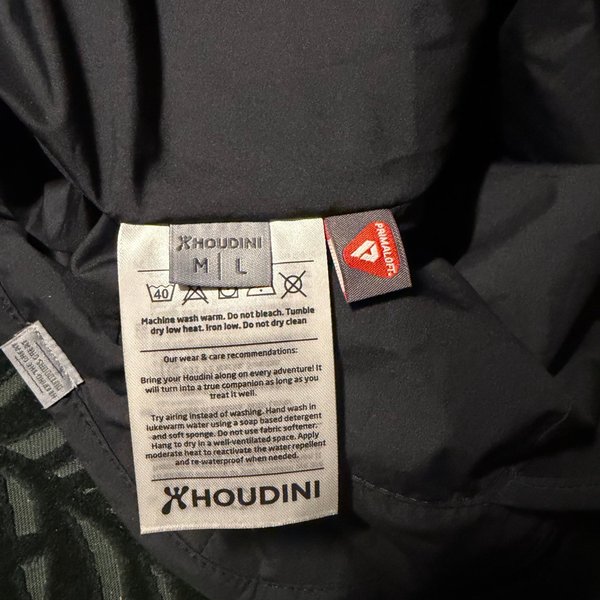 HOUDINI
M | L
PRIMALOFT®
40
Machine wash warm. Do not bleach. Tumble
dry low heat. Iron low. Do not dry clean
Our wear & care recommendations:
Bring your Houdini along on every adventure! It
will turn into a true companion as long as you
treat it well.
Try airing instead of washing. Hand wash in
lukewarm water using a soap based detergent
and soft sponge. Do not use fabric softener.
Hang to dry in a well-ventilated space. Apply
moderate heat to reactivate the water repellent
and re-waterproof when needed.
HOUDINI